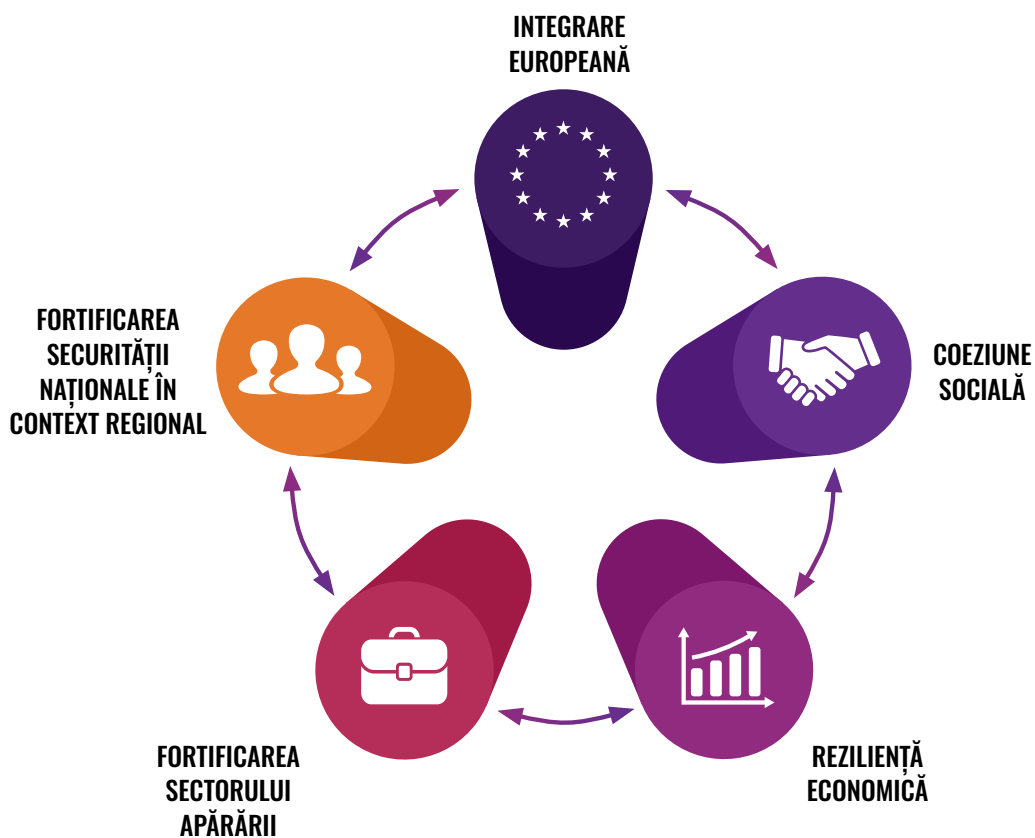 INTEGRARE
EUROPEANĂ
FORTIFICAREA
SECURITĂȚII
NAȚIONALE ÎN
CONTEXT REGIONAL
COEZIUNE
SOCIALĂ
FORTIFICAREA
SECTORULUI
APĂRĂRII
REZILIENȚĂ
ECONOMICĂ